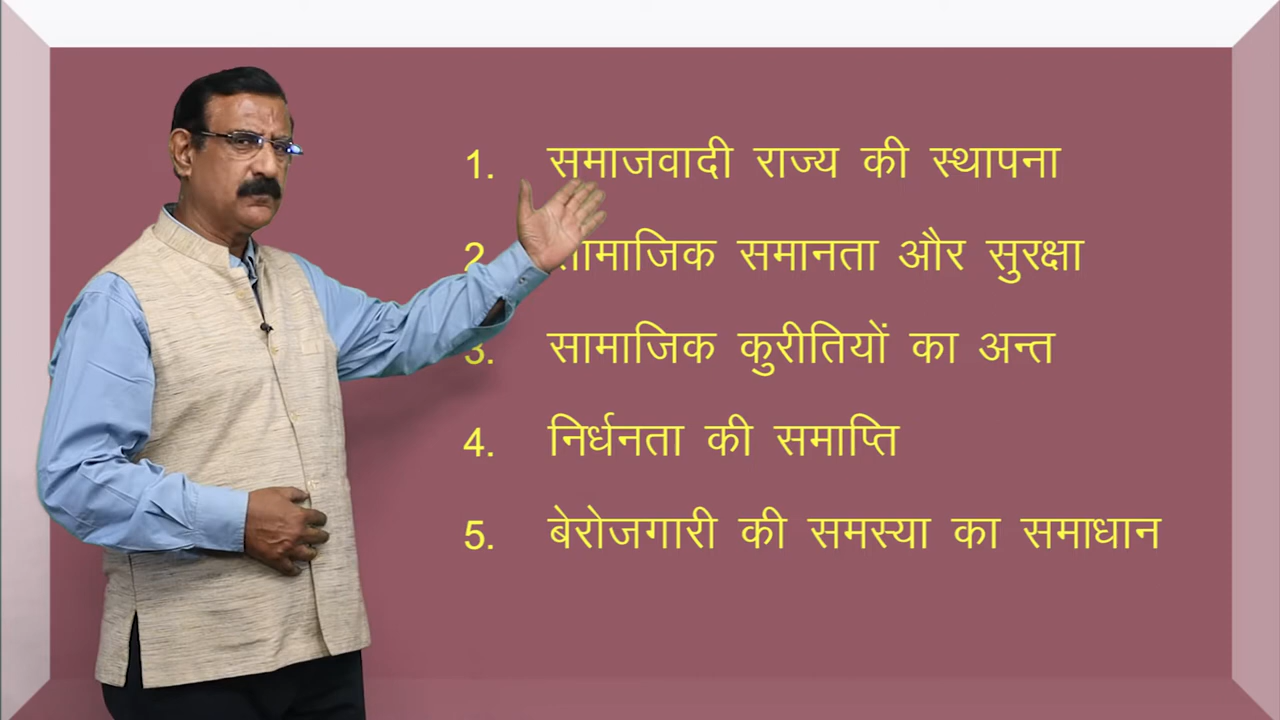 1. समाजवादी राज्य की स्थापना
2. सामाजिक समानता और सुरक्षा
3. सामाजिक कुरीतियों का अन्त
4. निर्धनता की समाप्ति
5. बेरोजगारी की समस्या का समाधान